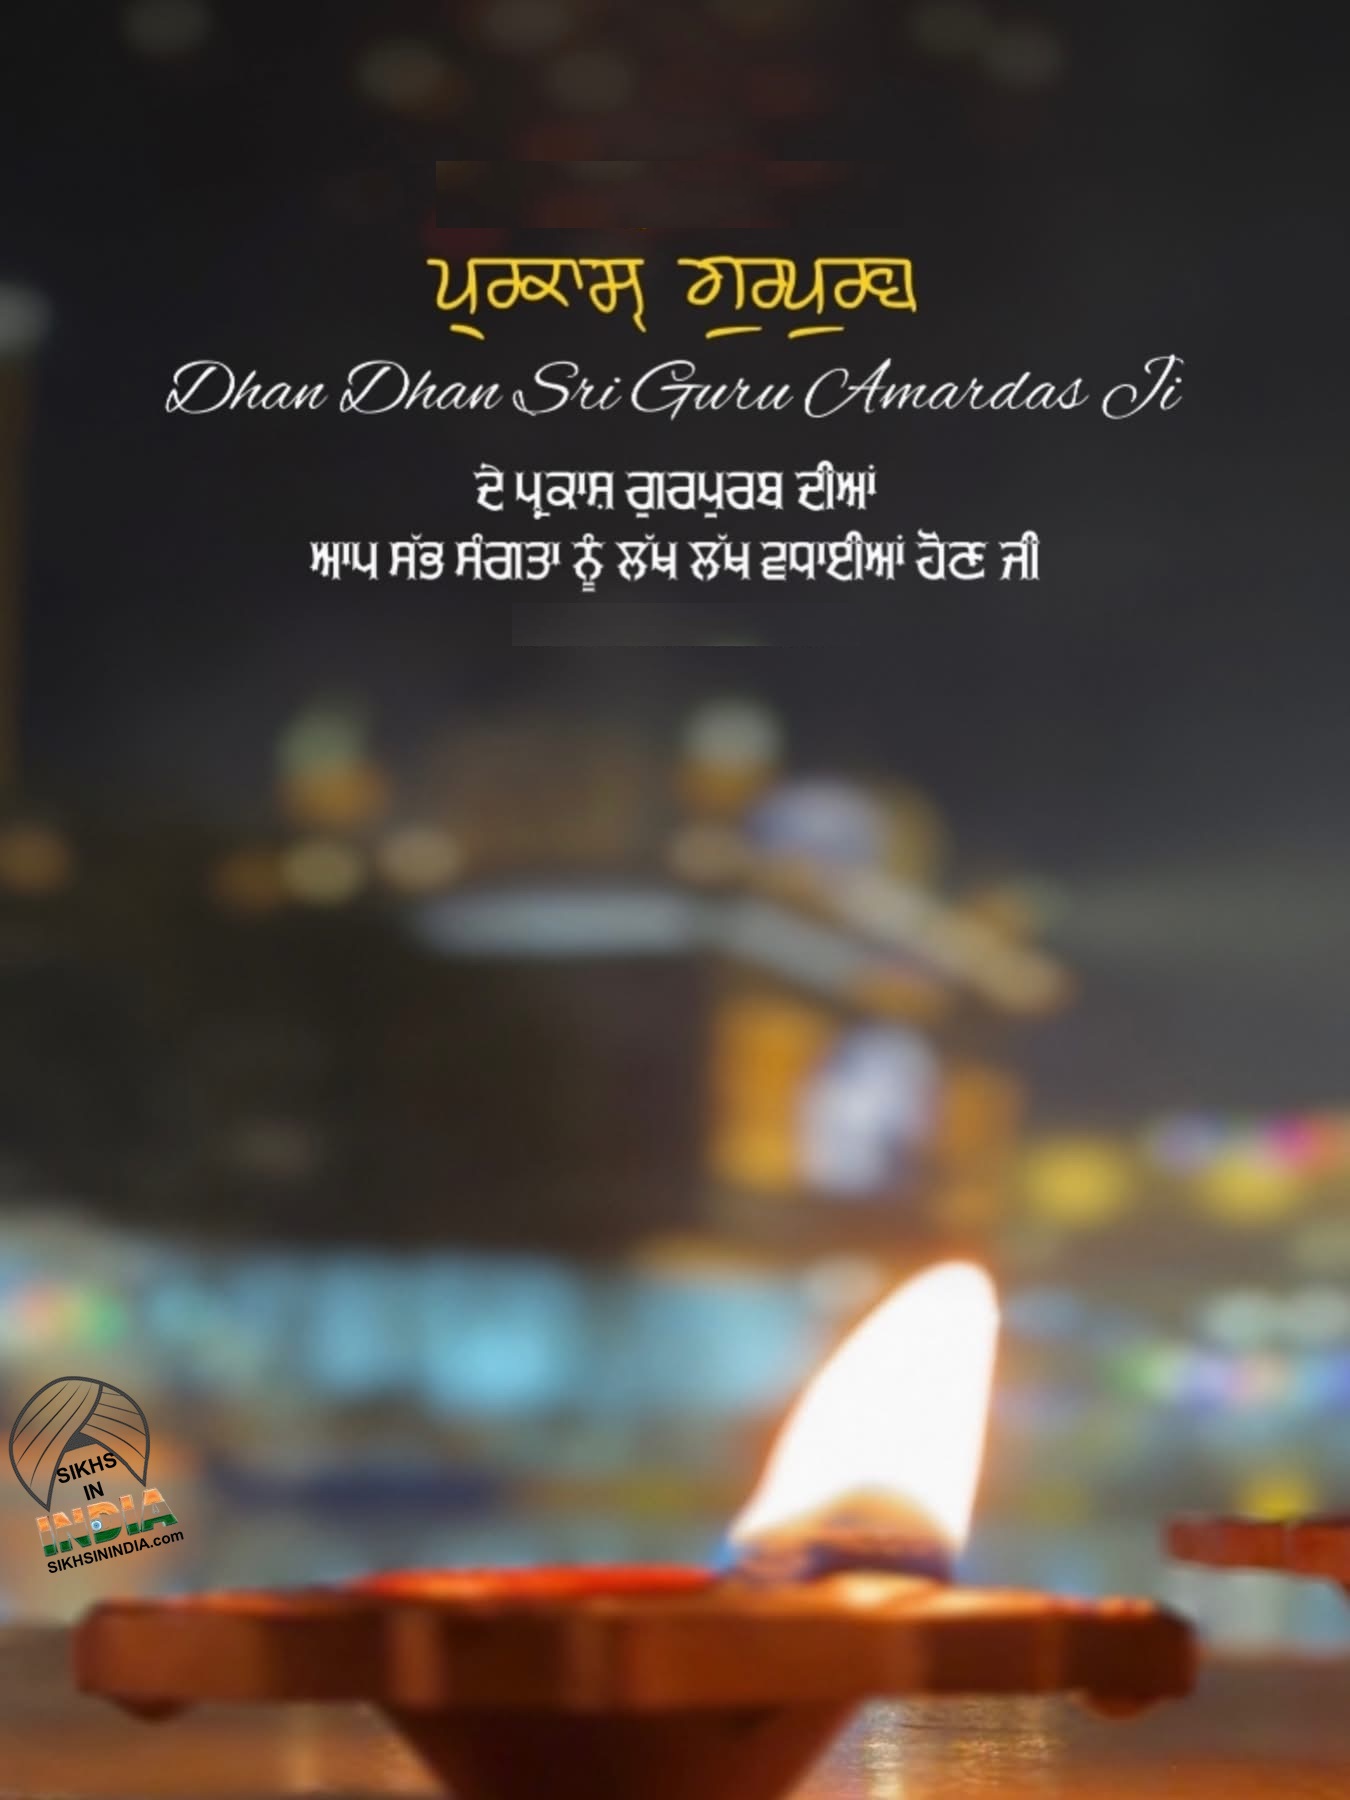 ਪ੍ਰਕਾਸ਼ ਗੁਰਪੁਰਬ
Dhan Dhan Sri Guru Amardas Ji
ਦੇ ਪ੍ਰਕਾਸ਼ ਗੁਰਪੁਰਬ ਦੀਆਂ
ਆਪ ਸੱਭ ਸੰਗਤਾ ਨੂੰ ਲੱਖ ਲੱਖ ਵਧਾਈਆਂ ਹੋਣ ਜੀ
SIKHS
IN
INDIA
SIKHSININDIA.com